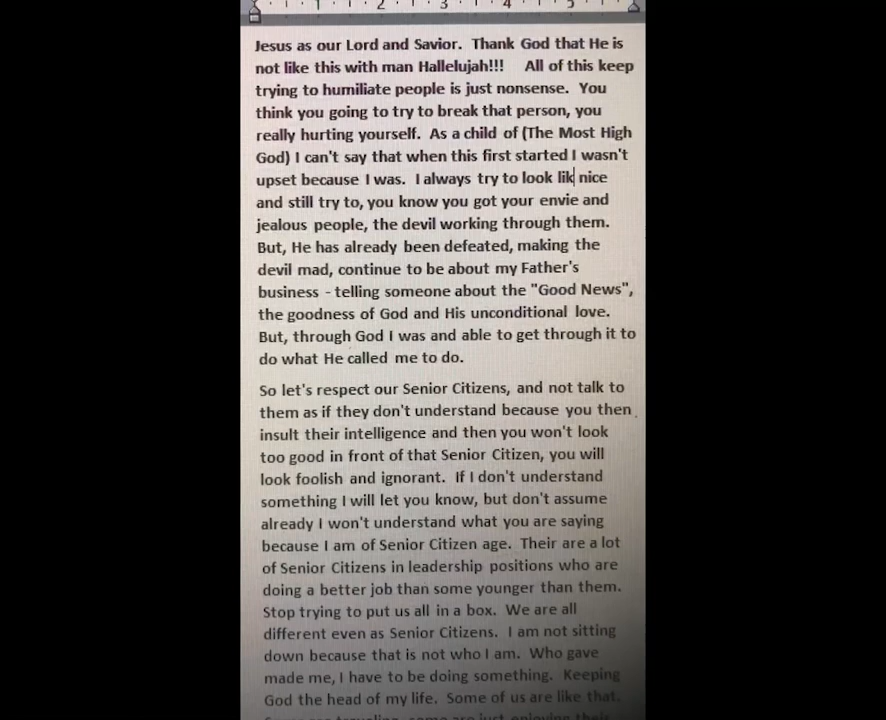 1 2 3 4 5
Jesus as our Lord and Savior. Thank God that He is
not like this with man Hallelujah!!! All of this keep
trying to humiliate people is just nonsense. You
think you going to try to break that person, you
really hurting yourself. As a child of (The Most High
God) I can't say that when this first started I wasn't
upset because I was. I always try to look lik nice
and still try to, you know you got your envie and
jealous people, the devil working through them.
But, He has already been defeated, making the
devil mad, continue to be about my Father's
business - telling someone about the "Good News",
the goodness of God and His unconditional love.
But, through God I was and able to get through it to
do what He called me to do.
So let's respect our Senior Citizens, and not talk to
them as if they don't understand because you then
insult their intelligence and then you won't look
too good in front of that Senior Citizen, you will
look foolish and ignorant. If I don't understand
something I will let you know, but don't assume
already I won't understand what you are saying
because I am of Senior Citizen age. Their are a lot
of Senior Citizens in leadership positions who are
doing a better job than some younger than them.
Stop trying to put us all in a box. We are all
different even as Senior Citizens. I am not sitting
down because that is not who I am. Who gave
made me, I have to be doing something. Keeping
God the head of my life. Some of us are like that.